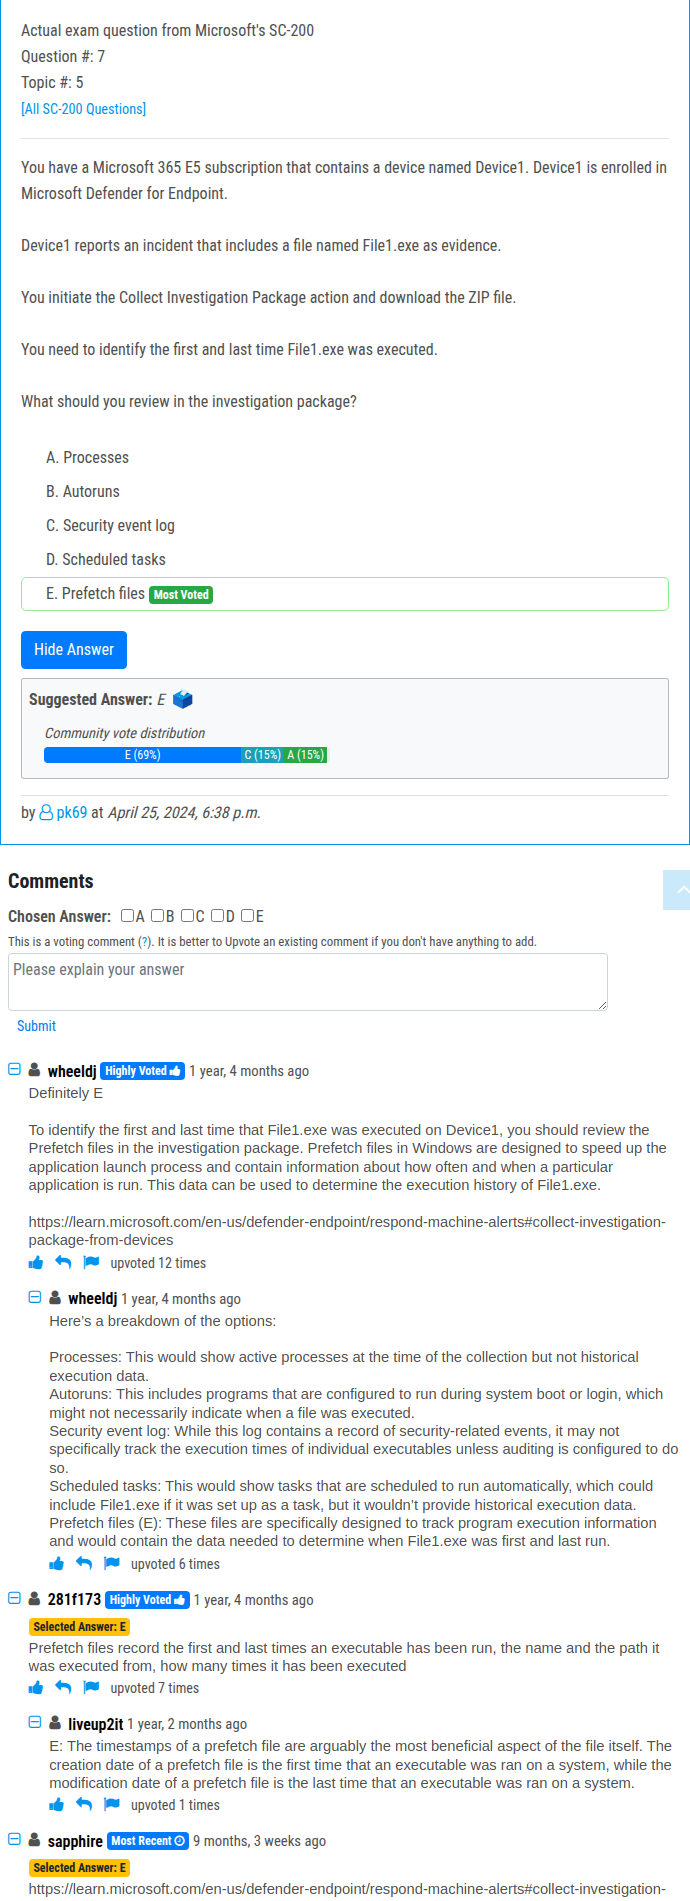 Actual exam question from Microsoft's SC-200
Question #: 7
Topic #: 5
[All SC-200 Questions]
You have a Microsoft 365 E5 subscription that contains a device named Device1. Device1 is enrolled in
Microsoft Defender for Endpoint.
Device1 reports an incident that includes a file named File1.exe as evidence.
You initiate the Collect Investigation Package action and download the ZIP file.
You need to identify the first and last time File1.exe was executed.
What should you review in the investigation package?
A. Processes
B. Autoruns
C. Security event log
D. Scheduled tasks
E. Prefetch files Most Voted
Hide Answer
Suggested Answer: E
Community vote distribution
E (69%) C (15%) A (15%)
by pk69 at April 25, 2024, 6:38 p.m.
Comments
Chosen Answer: A B C D E
This is a voting comment (?). It is better to Upvote an existing comment if you don't have anything to add.
Please explain your answer
Submit
wheeldj Highly Voted 1 year, 4 months ago
Definitely E
To identify the first and last time that File1.exe was executed on Device1, you should review the
Prefetch files in the investigation package. Prefetch files in Windows are designed to speed up the
application launch process and contain information about how often and when a particular
application is run. This data can be used to determine the execution history of File1.exe.
https://learn.microsoft.com/en-us/defender-endpoint/respond-machine-alerts#collect-investigation-
package-from-devices
upvoted 12 times
wheeldj 1 year, 4 months ago
Here's a breakdown of the options:
Processes: This would show active processes at the time of the collection but not historical
execution data.
Autoruns: This includes programs that are configured to run during system boot or login, which
might not necessarily indicate when a file was executed.
Security event log: While this log contains a record of security-related events, it may not
specifically track the execution times of individual executables unless auditing is configured to do
so.
Scheduled tasks: This would show tasks that are scheduled to run automatically, which could
include File1.exe if it was set up as a task, but it wouldn't provide historical execution data.
Prefetch files (E): These files are specifically designed to track program execution information
and would contain the data needed to determine when File1.exe was first and last run.
upvoted 6 times
281f173 Highly Voted 1 year, 4 months ago
Selected Answer: E
Prefetch files record the first and last times an executable has been run, the name and the path it
was executed from, how many times it has been executed
upvoted 7 times
liveup2it 1 year, 2 months ago
E: The timestamps of a prefetch file are arguably the most beneficial aspect of the file itself. The
creation date of a prefetch file is the first time that an executable was ran on a system, while the
modification date of a prefetch file is the last time that an executable was ran on a system.
upvoted 1 times
sapphire Most Recent 9 months, 3 weeks ago
Selected Answer: E
https://learn.microsoft.com/en-us/defender-endpoint/respond-machine-alerts#collect-investigation-